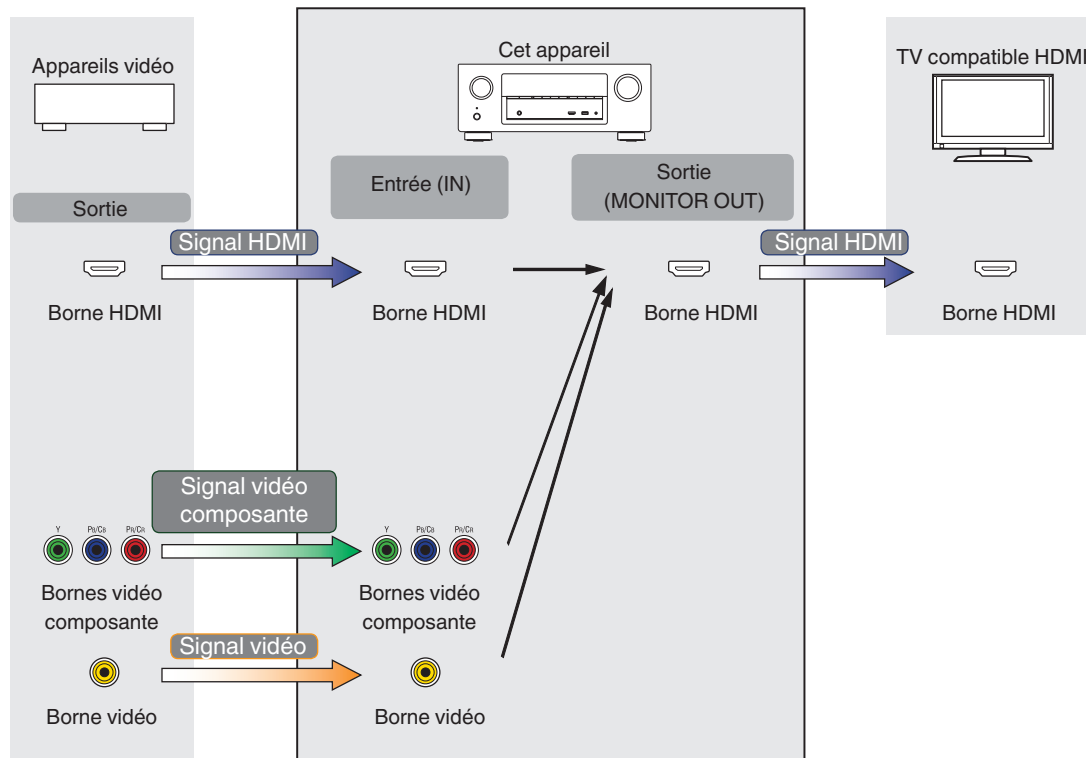 Appareils vidéo
Cet appareil
TV compatible HDMI
Sortie
Entrée (IN)
Sortie
(MONITOR OUT)
Signal HDMI
Signal HDMI
Borne HDMI
Borne HDMI
Borne HDMI
Borne HDMI
Signal vidéo
composante
Y PB/CB PR/CR
Y PB/CB PR/CR
Bornes vidéo
composante
Bornes vidéo
composante
Signal vidéo
Borne vidéo
Borne vidéo